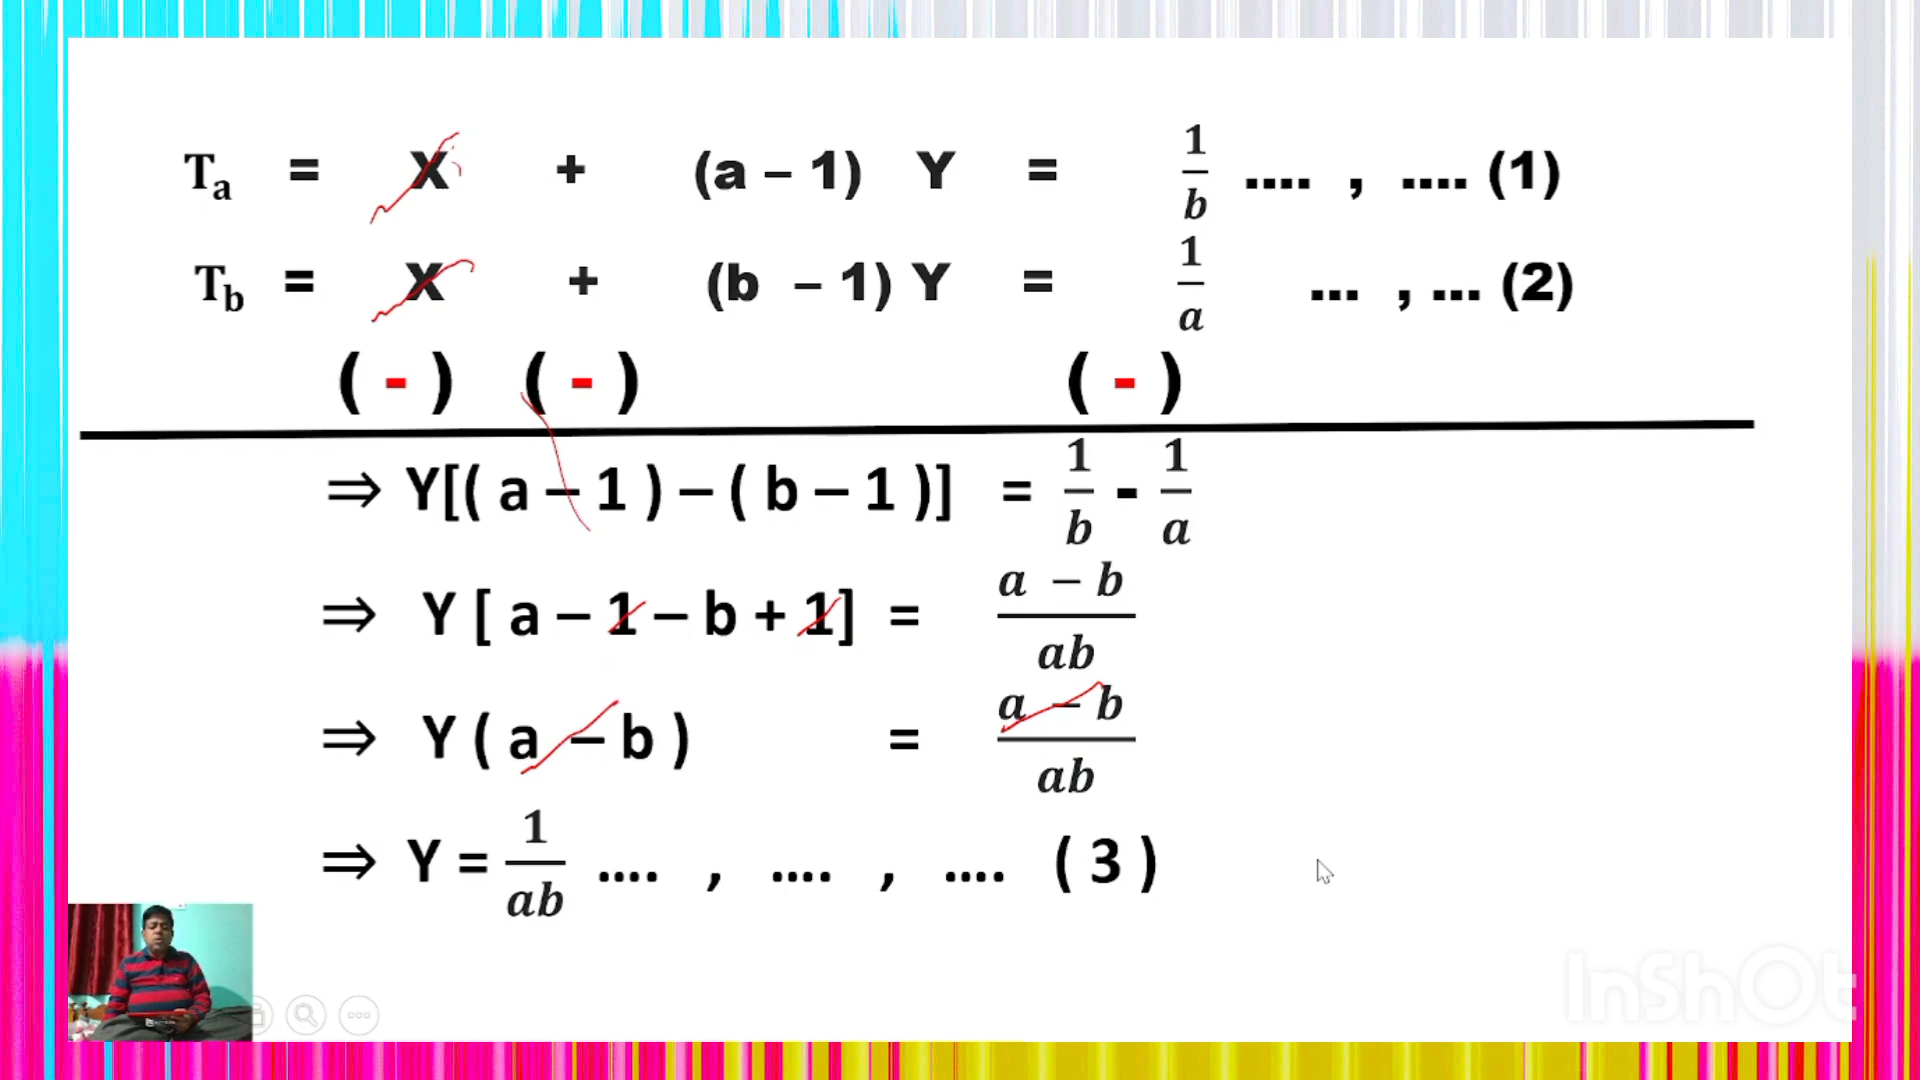 Tₐ = X + (a – 1) Y = 1/b .... , .... (1)
T_b = X + (b – 1) Y = 1/a ... , ... (2)
( - ) ( - ) ( - )
⇒ Y[( a – 1 ) – ( b – 1 )] = 1/b - 1/a
⇒ Y [ a – 1 – b + 1] = (a – b)/ab
⇒ Y ( a – b ) = (a – b)/ab
⇒ Y = 1/ab .... , .... , .... ( 3 )
InShOt